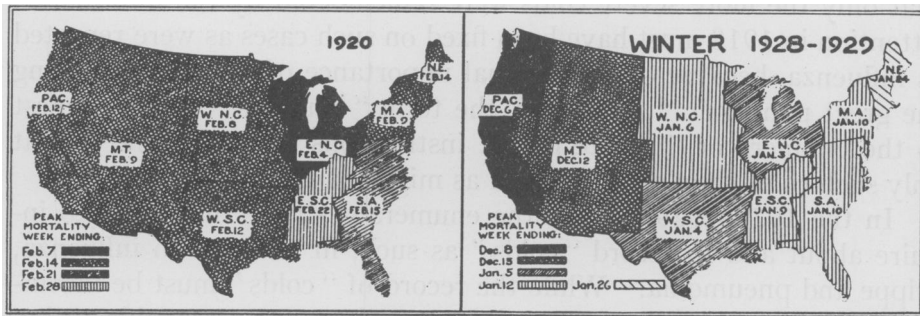 1920
N.E.
FEB.14
PAC.
FEB.12
W. N.C.
FEB.8
M.A.
FEB.9
MT.
FEB.9
E. N.C
FEB.4
W. S.C.
FEB.12
E.S.C.
FEB.22
S.A.
FEB.15
PEAK
MORTALITY
WEEK ENDING:
Feb. 7
Feb.14
Feb.21
Feb.28
WINTER 1928-1929
N.E.
JAN.24
PAC.
DEC.6
W. N.C.
JAN.6
M.A.
JAN.10
MT.
DEC.12
E. N.C.
JAN.3
W. S.C.
JAN.4
E.S.C.
JAN.9
S.A.
JAN.10
PEAK
MORTALITY
WEEK ENDING:
Dec. 8
Dec.15
Jan. 5
Jan.12 Jan.26